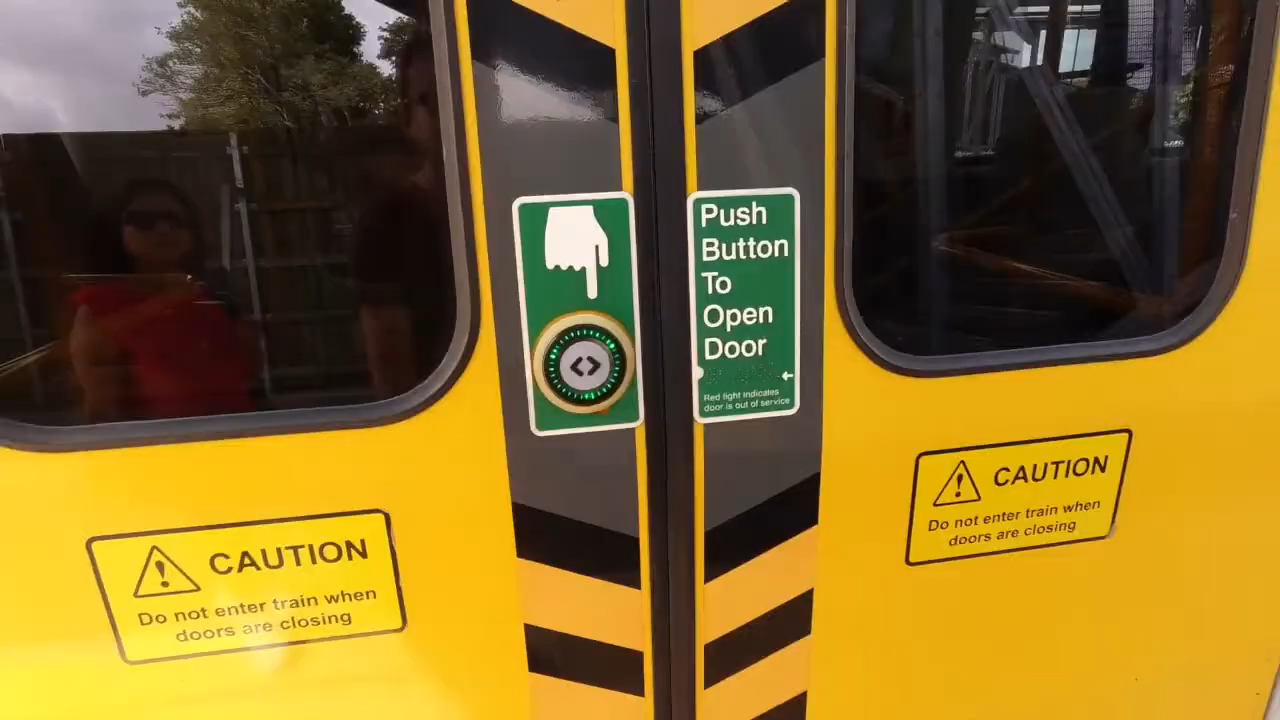 Push
Button
To
Open
Door
Red light indicates
door is out of service
CAUTION
Do not enter train when
doors are closing
CAUTION
Do not enter train when
doors are closing